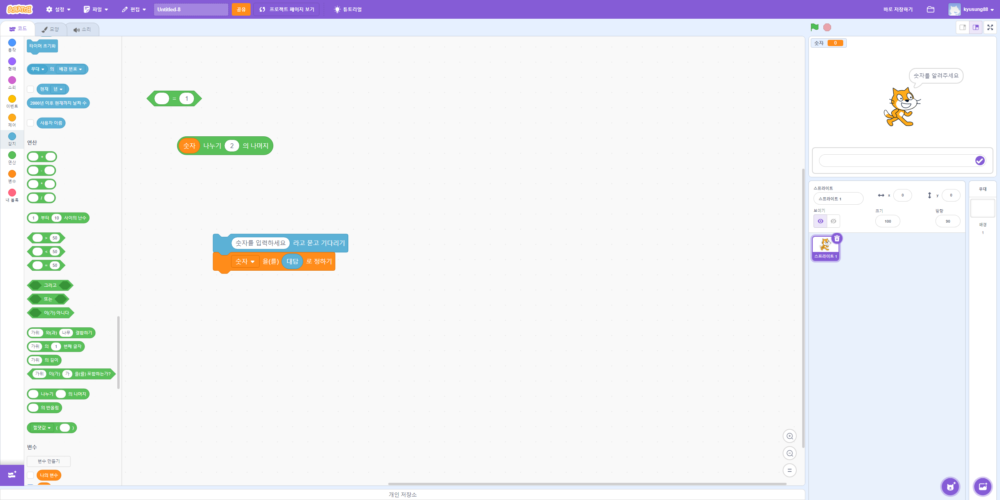 SCRATCH 설정 파일 편집 Untitled-8 공유 프로젝트 페이지 보기 튜토리얼 바로 저장하기 kyusung88
코드 모양 소리
동작
형태
소리
이벤트
제어
감지
연산
변수
내 블록
타이머 초기화
무대 의 배경 번호
현재 년
2000년 이후 현재까지 날짜 수
사용자 이름
연산
+
-
*
/
1 부터 10 사이의 난수
> 50
< 50
= 50
그리고
또는
이(가) 아니다
가위 와(과) 나무 결합하기
가위 의 1 번째 글자
가위 의 길이
가위 이(가) 가 을(를) 포함하는가?
나누기 의 나머지
의 반올림
절댓값 ( )
변수
변수 만들기
나의 변수
= 1
숫자 나누기 2 의 나머지
숫자를 입력하세요 라고 묻고 기다리기
숫자 을(를) 대답 로 정하기
개인 저장소
숫자 0
숫자를 알려주세요
스프라이트
스프라이트 1
x 0 y 0
보이기 크기 방향
100 90
스프라이트 1
무대
배경
1